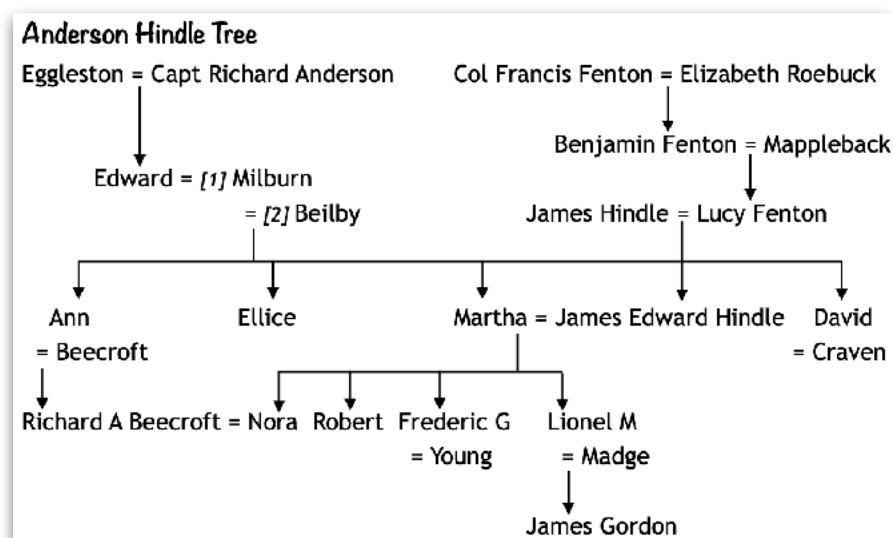 Anderson Hindle Tree
Eggleston = Capt Richard Anderson
Col Francis Fenton = Elizabeth Roebuck
Benjamin Fenton = Mappleback
Edward = [1] Milburn
= [2] Beilby
James Hindle = Lucy Fenton
Ann
Ellice
Martha = James Edward Hindle
David
= Beecroft
= Craven
Richard A Beecroft = Nora
Robert
Frederic G
Lionel M
= Young
= Madge
James Gordon